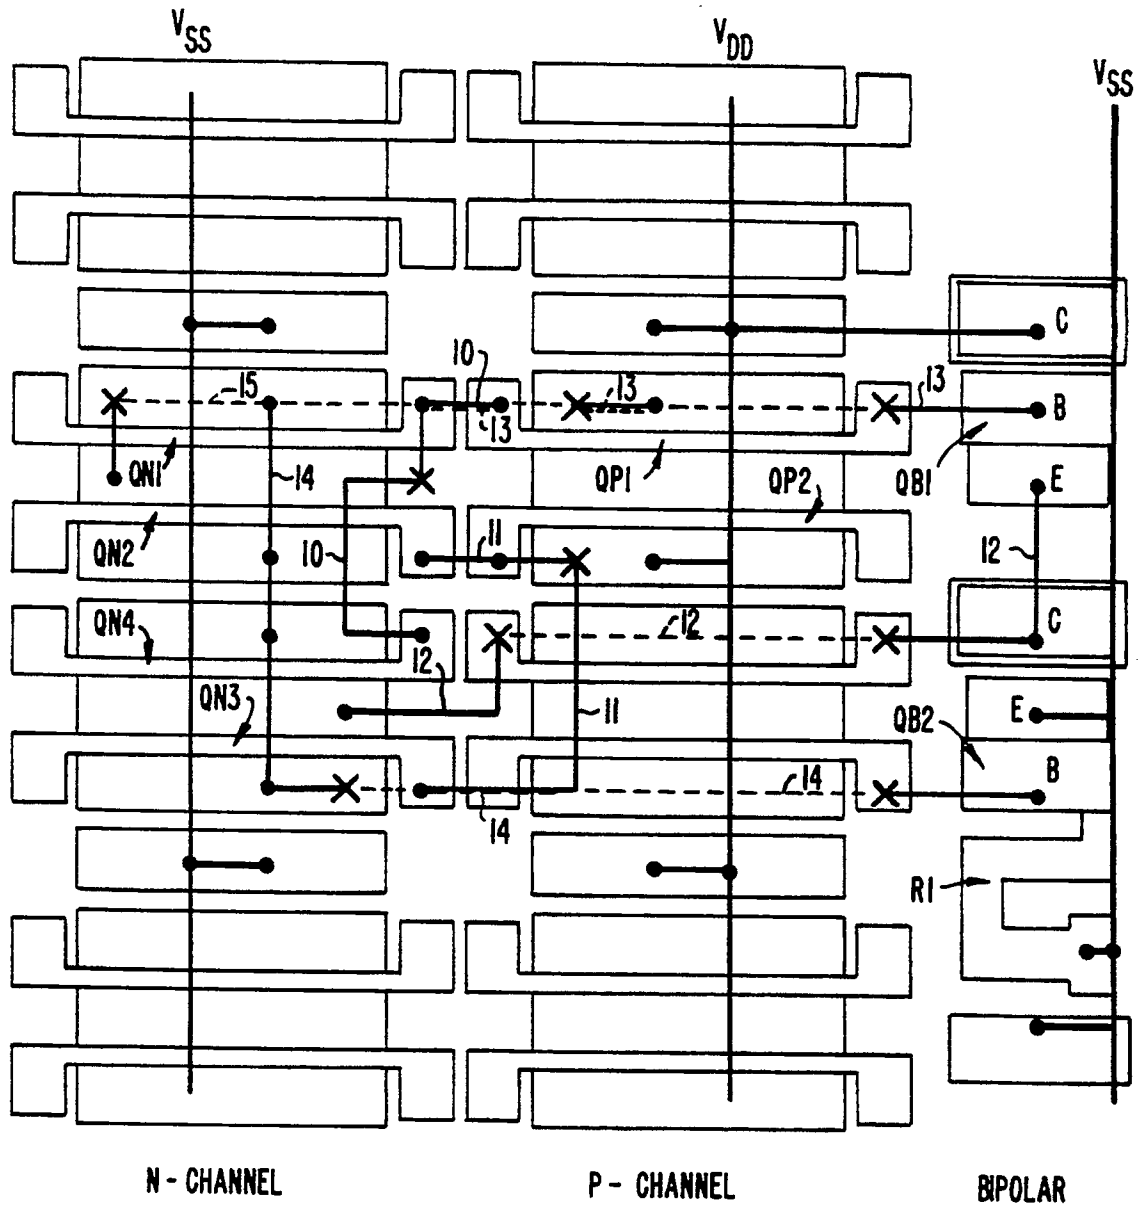 VSS
VDD
VSS
C
10
15
13
13
13
B
QN1
14
QP1
QP2
QB1
E
QN2
10
11
12
QN4
12
C
12
QN3
11
QB2
E
14
B
14
R1
N - CHANNEL
P - CHANNEL
BIPOLAR